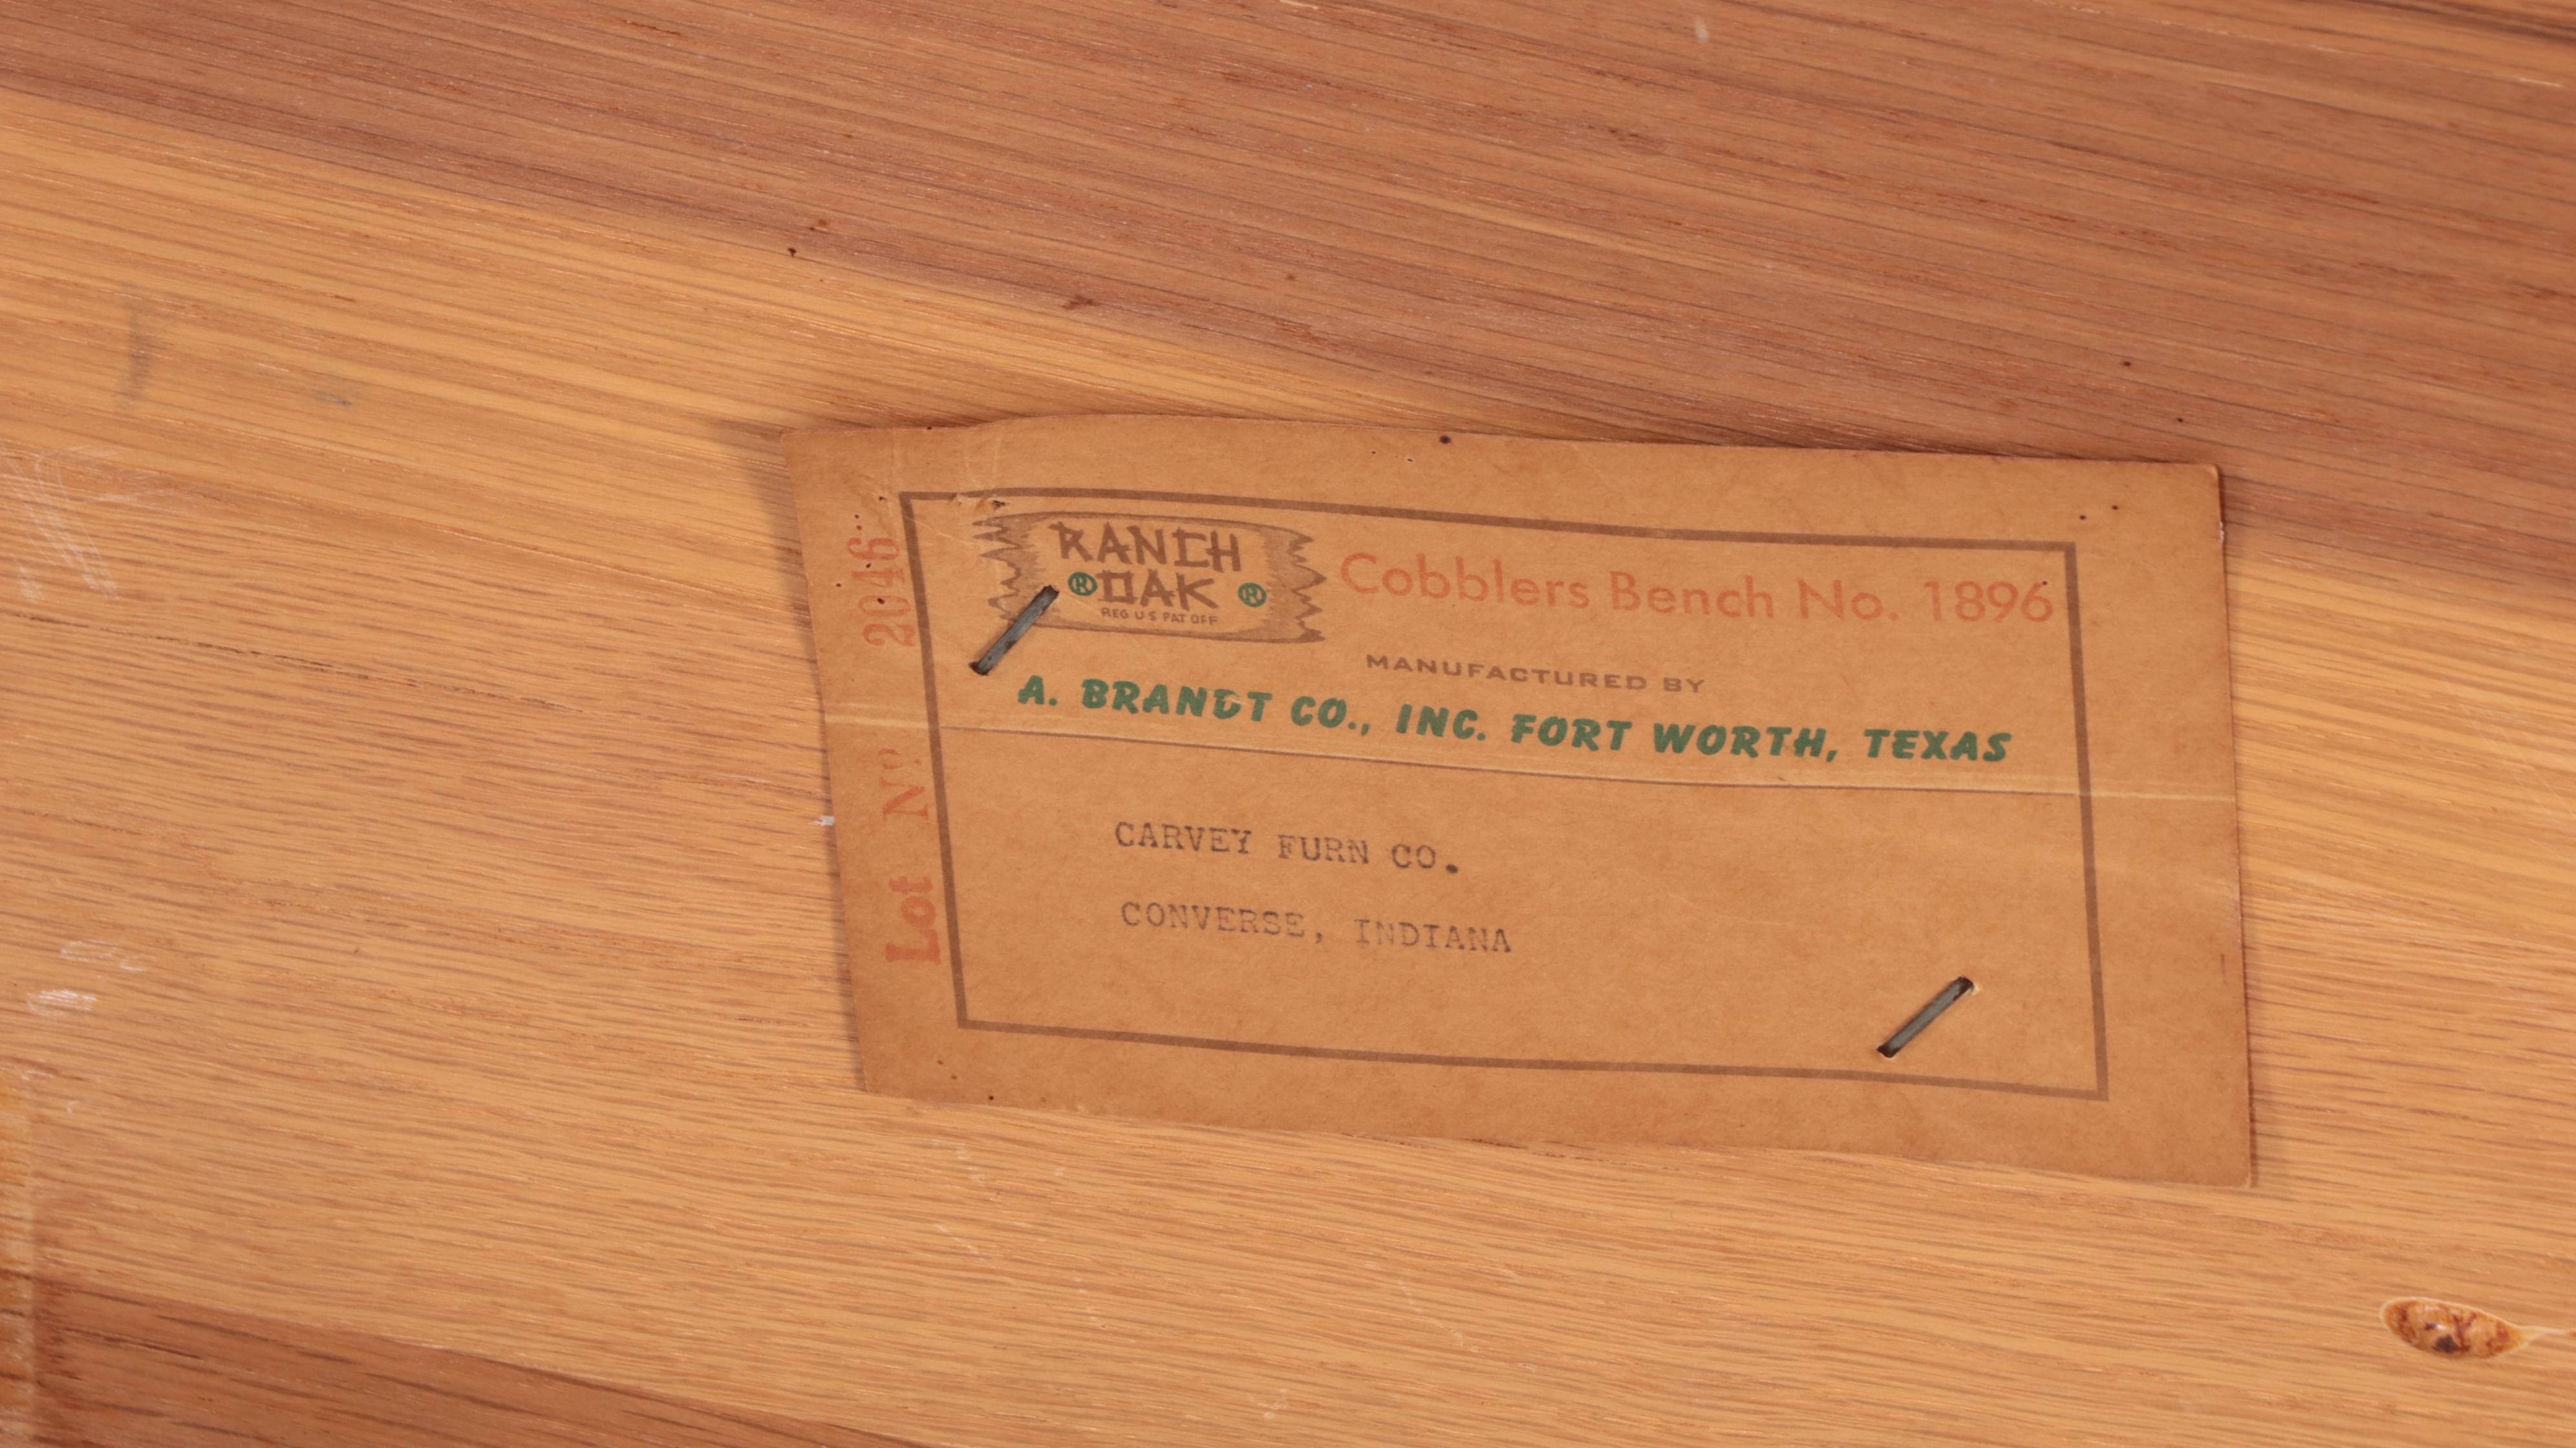 RANCH
® OAK ®
REG U S PAT OFF
Cobblers Bench No. 1896
MANUFACTURED BY
A. BRANDT CO., INC. FORT WORTH, TEXAS
CARVEY FURN CO.
CONVERSE, INDIANA
Lot Nº 2046